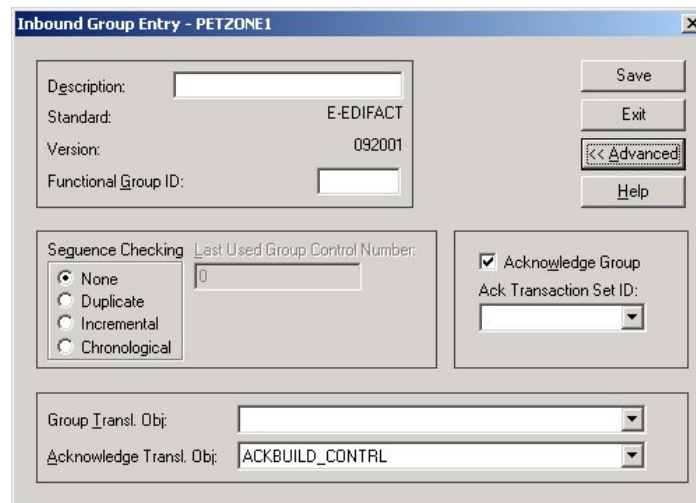 Inbound Group Entry - PETZONE1
Description:
Standard: E-EDIFACT
Version: 092001
Functional Group ID:
Save
Exit
<< Advanced
Help
Sequence Checking
None
Duplicate
Incremental
Chronological
Last Used Group Control Number:
0
Acknowledge Group
Ack Transaction Set ID:
Group Transl. Obj:
Acknowledge Transl. Obj: ACKBUILD_CONTRL